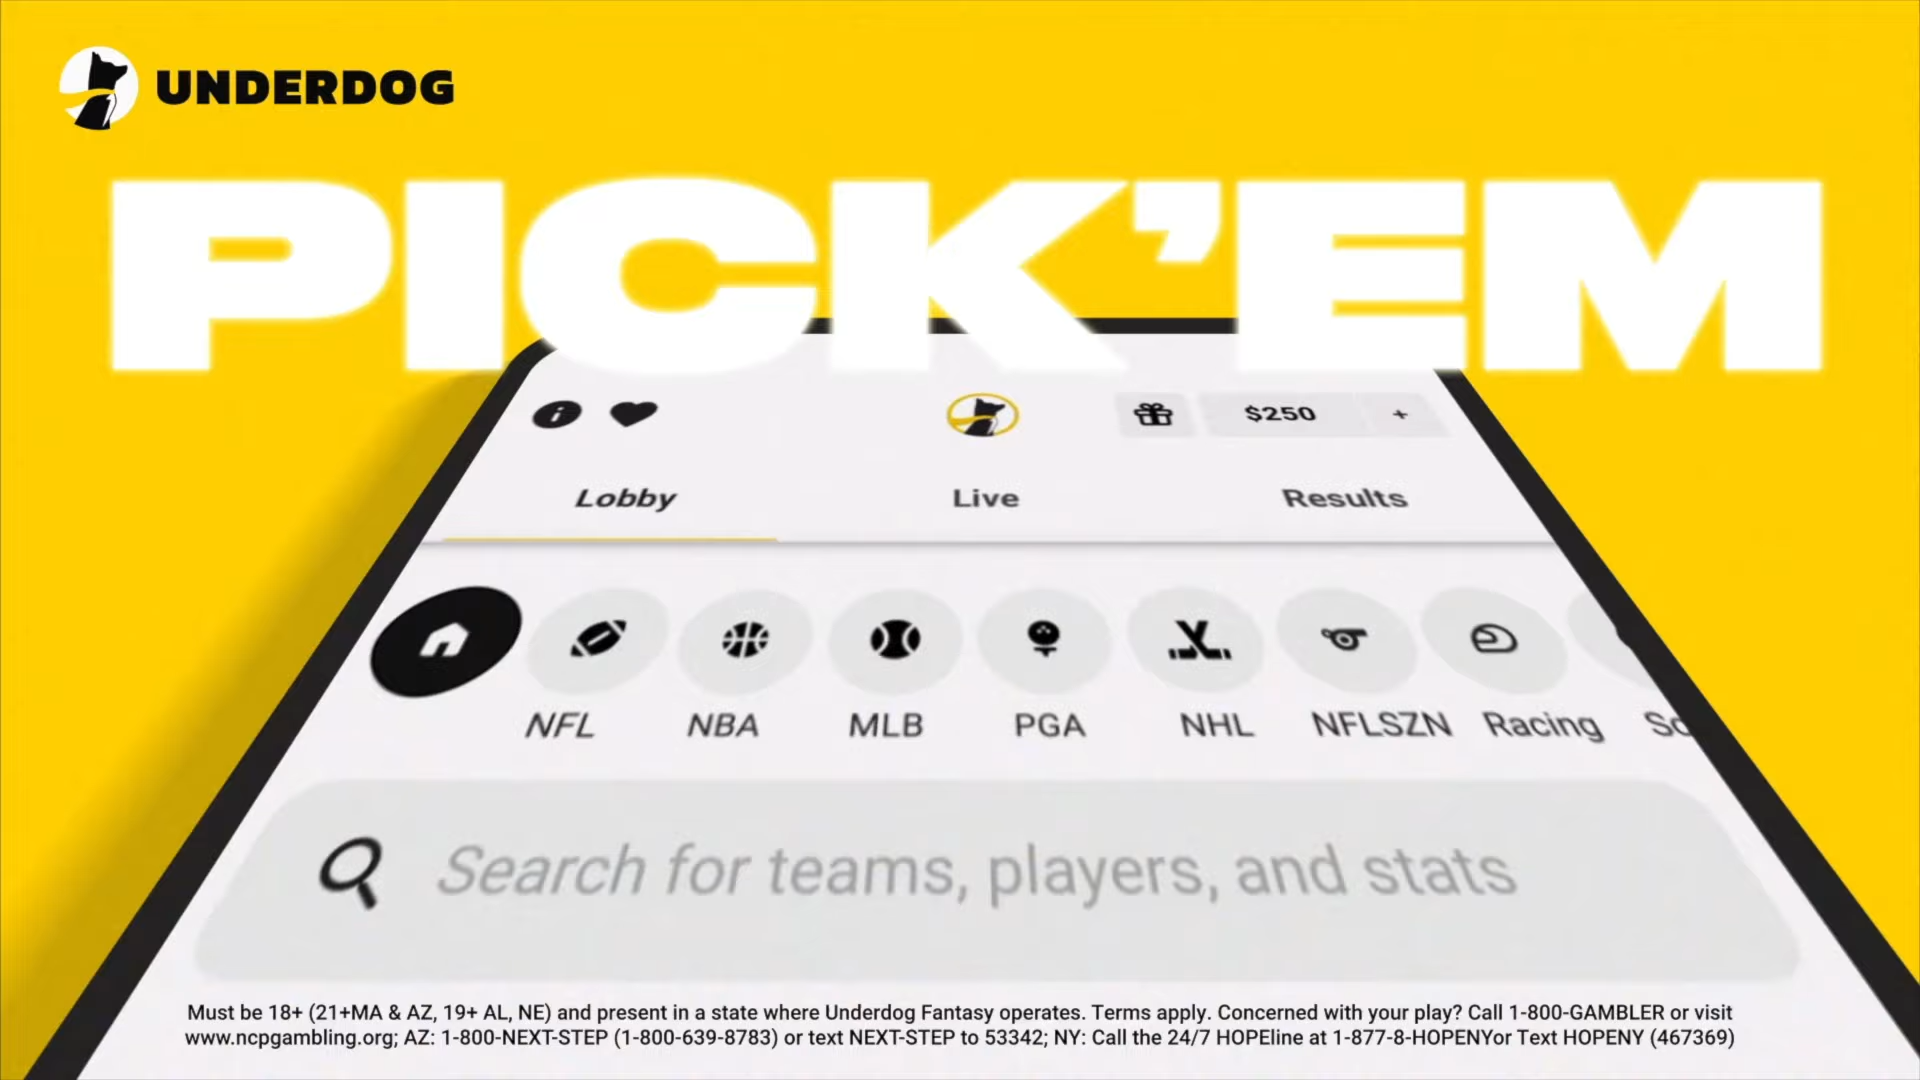 UNDERDOG
PICK'EM
$250 +
Lobby Live Results
NFL NBA MLB PGA NHL NFLSZN Racing
Search for teams, players, and stats
Must be 18+ (21+MA & AZ, 19+ AL, NE) and present in a state where Underdog Fantasy operates. Terms apply. Concerned with your play? Call 1-800-GAMBLER or visit
www.ncpgambling.org; AZ: 1-800-NEXT-STEP (1-800-639-8783) or text NEXT-STEP to 53342; NY: Call the 24/7 HOPEline at 1-877-8-HOPENYor Text HOPENY (467369)